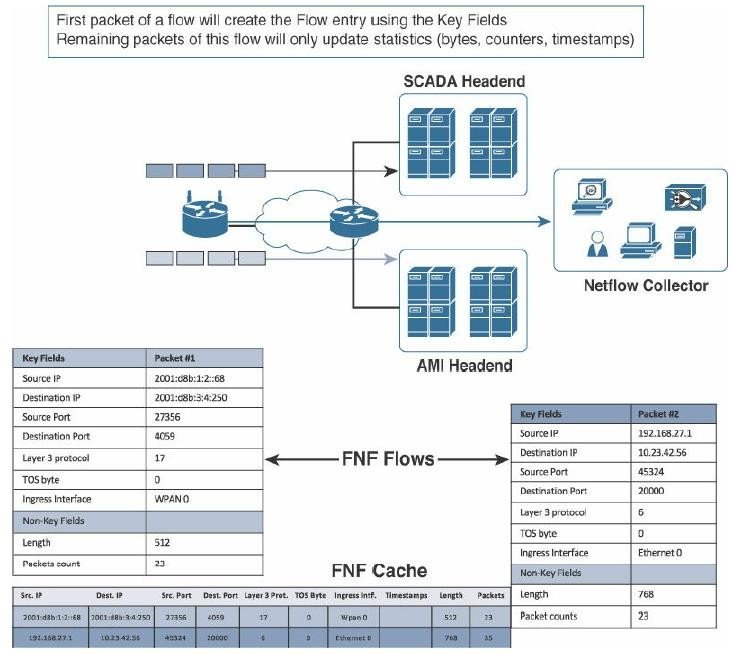 First packet of a flow will create the Flow entry using the Key Fields
Remaining packets of this flow will only update statistics (bytes, counters, timestamps)
SCADA Headend
Netflow Collector
AMI Headend
Key Fields Packet #1
Source IP 2001:d8b:1:2::68
Destination IP 2001:d8b:3:4:250
Source Port 27356
Destination Port 4059
Layer 3 protocol 17
TOS byte 0
Ingress Interface WPAN 0
Non-Key Fields
Length 512
Packets count 23
FNF Flows
Key Fields Packet #2
Source IP 192.168.27.1
Destination IP 10.23.42.56
Source Port 45324
Destination Port 20000
Layer 3 protocol 6
TOS byte 0
Ingress Interface Ethernet 0
Non-Key Fields
Length 768
Packet counts 23
FNF Cache
Src. IP Dest. IP Src. Port Dest. Port Layer 3 Prot. TOS Byte Ingress Intfl. Timestamps Length Packets
2001:d8b:1:2::68 2001:d8b:3:4:250 27356 4059 17 0 Wpan 0 512 23
192.168.27.1 10.23.42.56 45324 20000 6 0 Ethernet 0 768 35